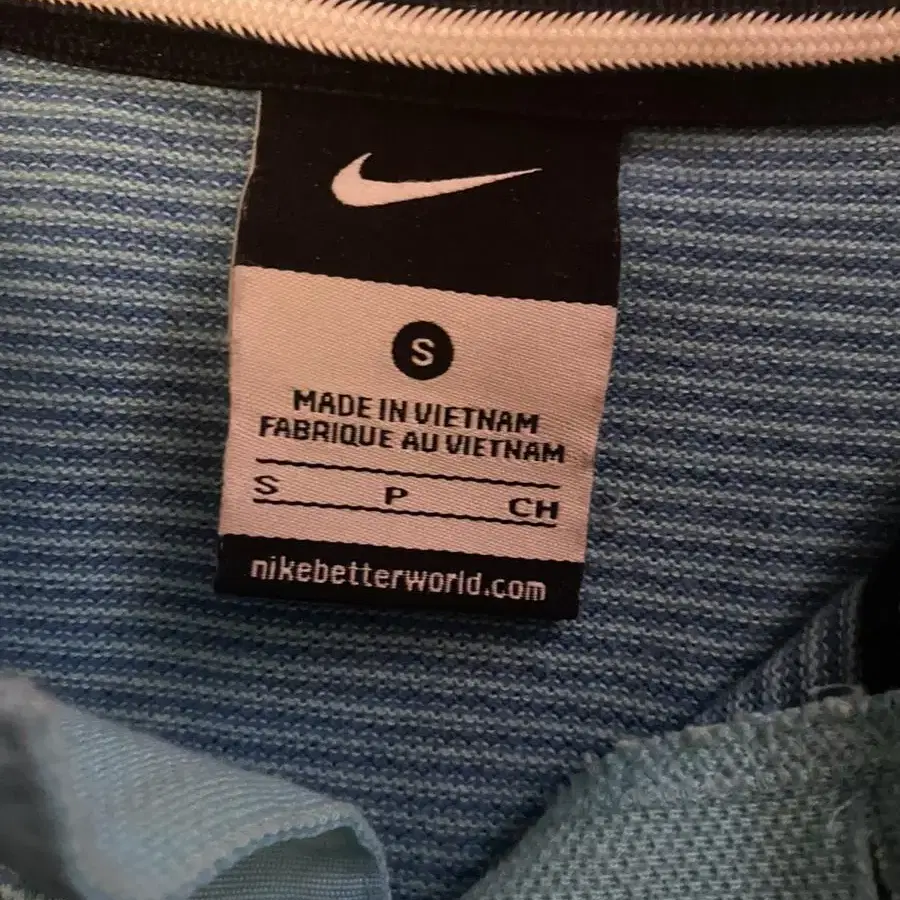 S
MADE IN VIETNAM
FABRIQUE AU VIETNAM
S P CH
nikebetterworld.com